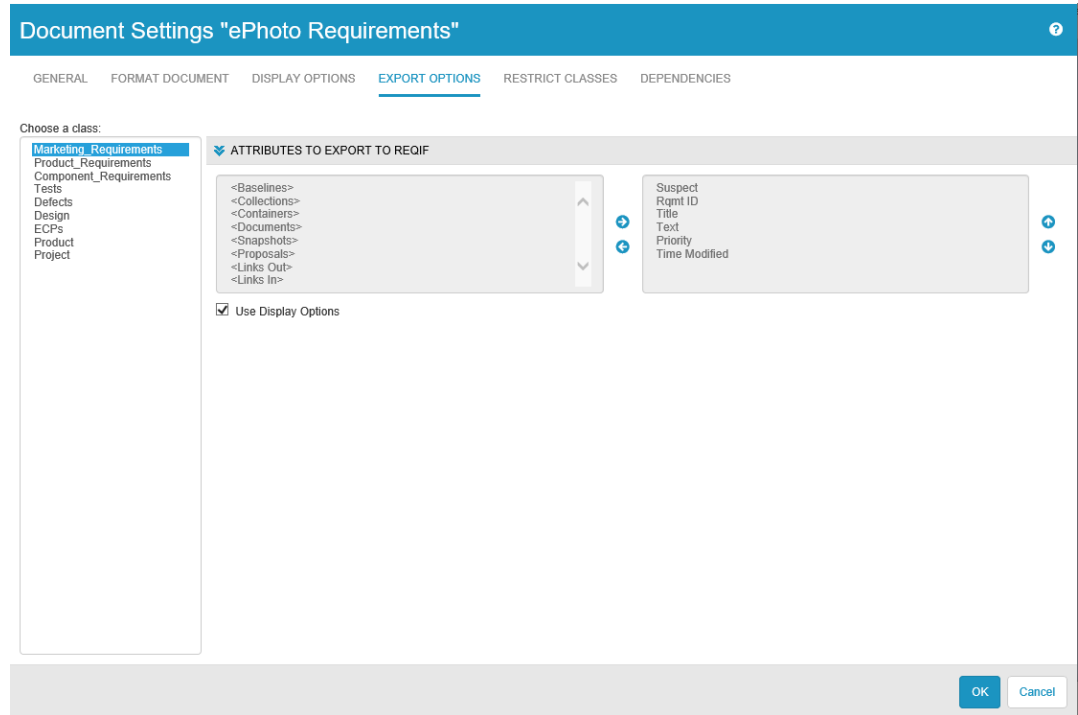 Document Settings "ePhoto Requirements"
GENERAL FORMAT DOCUMENT DISPLAY OPTIONS EXPORT OPTIONS RESTRICT CLASSES DEPENDENCIES
Choose a class:
Marketing_Requirements
Product_Requirements
Component_Requirements
Tests
Defects
Design
ECPs
Product
Project
ATTRIBUTES TO EXPORT TO REQIF
<Baselines>
<Collections>
<Containers>
<Documents>
<Snapshots>
<Proposals>
<Links Out>
<Links In>
Suspect
Rqmt ID
Title
Text
Priority
Time Modified
Use Display Options
OK Cancel